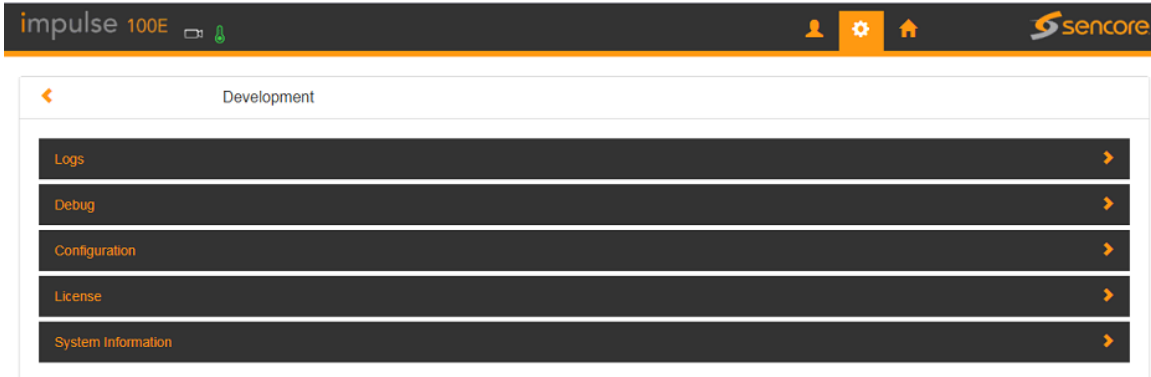 impulse 100E
sencore
Development
Logs
Debug
Configuration
License
System Information